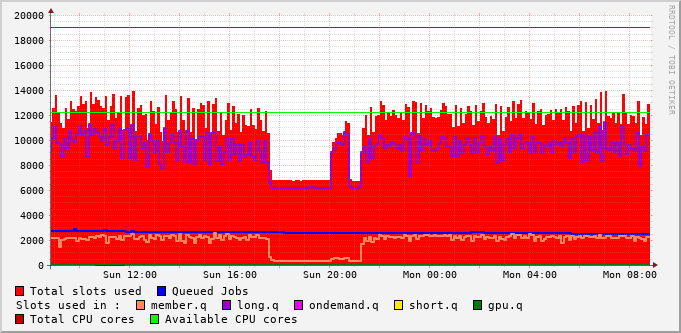 RRDTOOL / TOBI OETIKER
20000
18000
16000
14000
12000
10000
8000
6000
4000
2000
0
Sun 12:00 Sun 16:00 Sun 20:00 Mon 00:00 Mon 04:00 Mon 08:00
Total slots used Queued Jobs
Slots used in : member.q long.q ondemand.q short.q gpu.q
Total CPU cores Available CPU cores